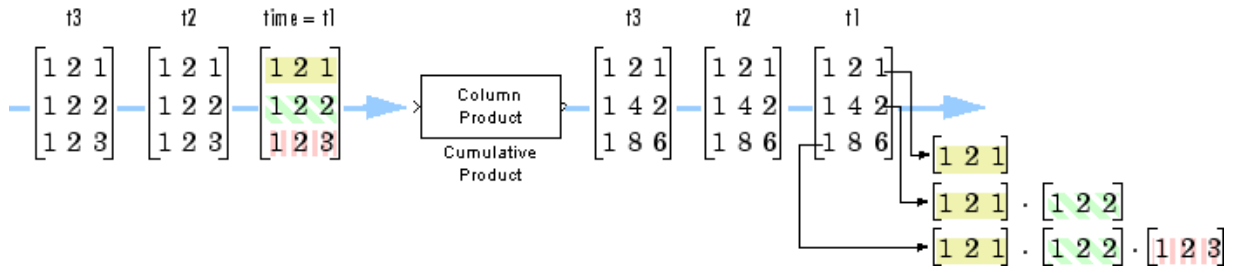 t3 t2 time = t1 t3 t2 t1
1 2 1 1 2 1 1 2 1 1 2 1 1 2 1 1 2 1
1 2 2 1 2 2 1 2 2 1 4 2 1 4 2 1 4 2
1 2 3 1 2 3 1 2 3 1 8 6 1 8 6 1 8 6
Column
Product
Cumulative
Product
[1 2 1]
[1 2 1] · [1 2 2]
[1 2 1] · [1 2 2] · [1 2 3]